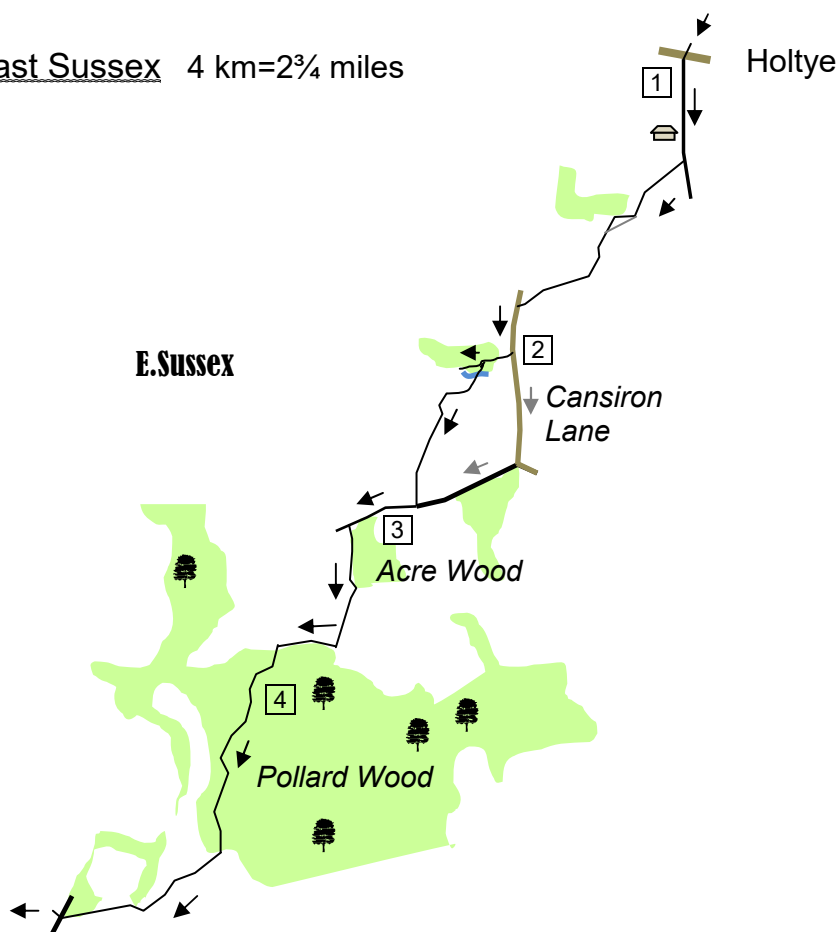 ast Sussex 4 km=2¾ miles
Holtye
1
2
E.Sussex
Cansiron
Lane
3
Acre Wood
4
Pollard Wood